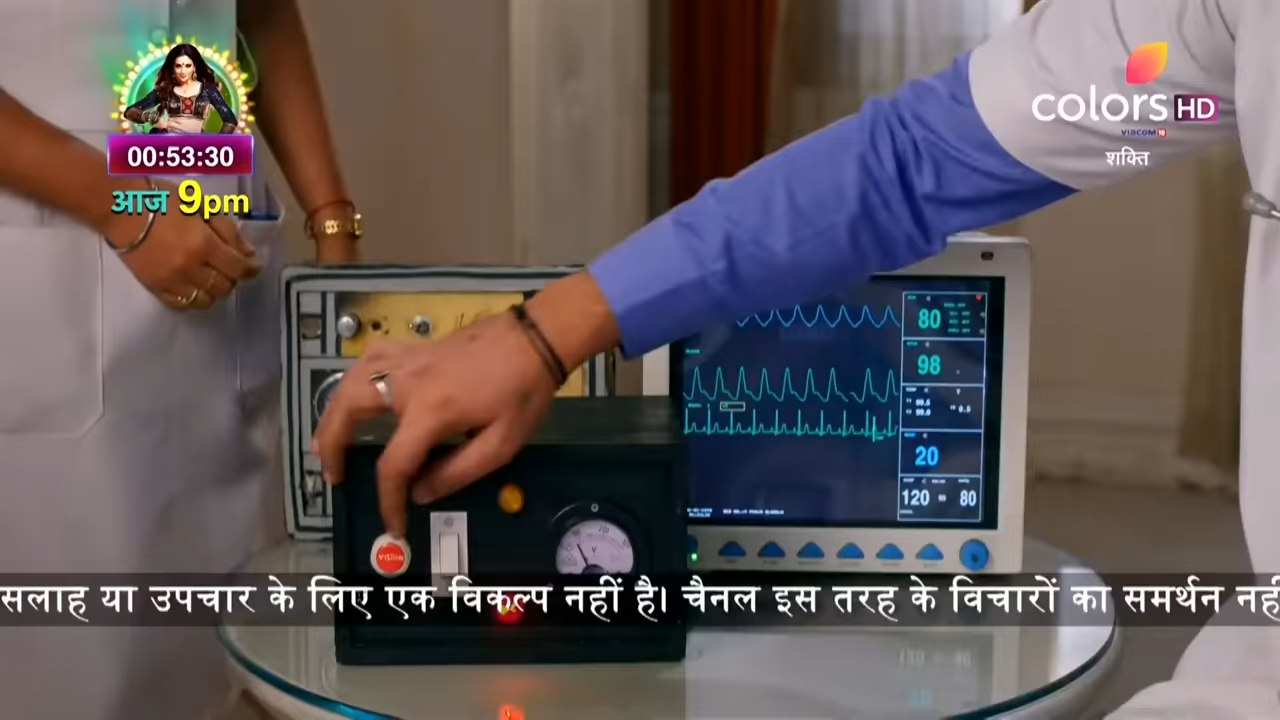 00:53:30
आज 9pm
colors HD
VIACOM18
शक्ति
80
98
20
120 80
VISION
V
सलाह या उपचार के लिए एक विकल्प नहीं है। चैनल इस तरह के विचारों का समर्थन नहीं